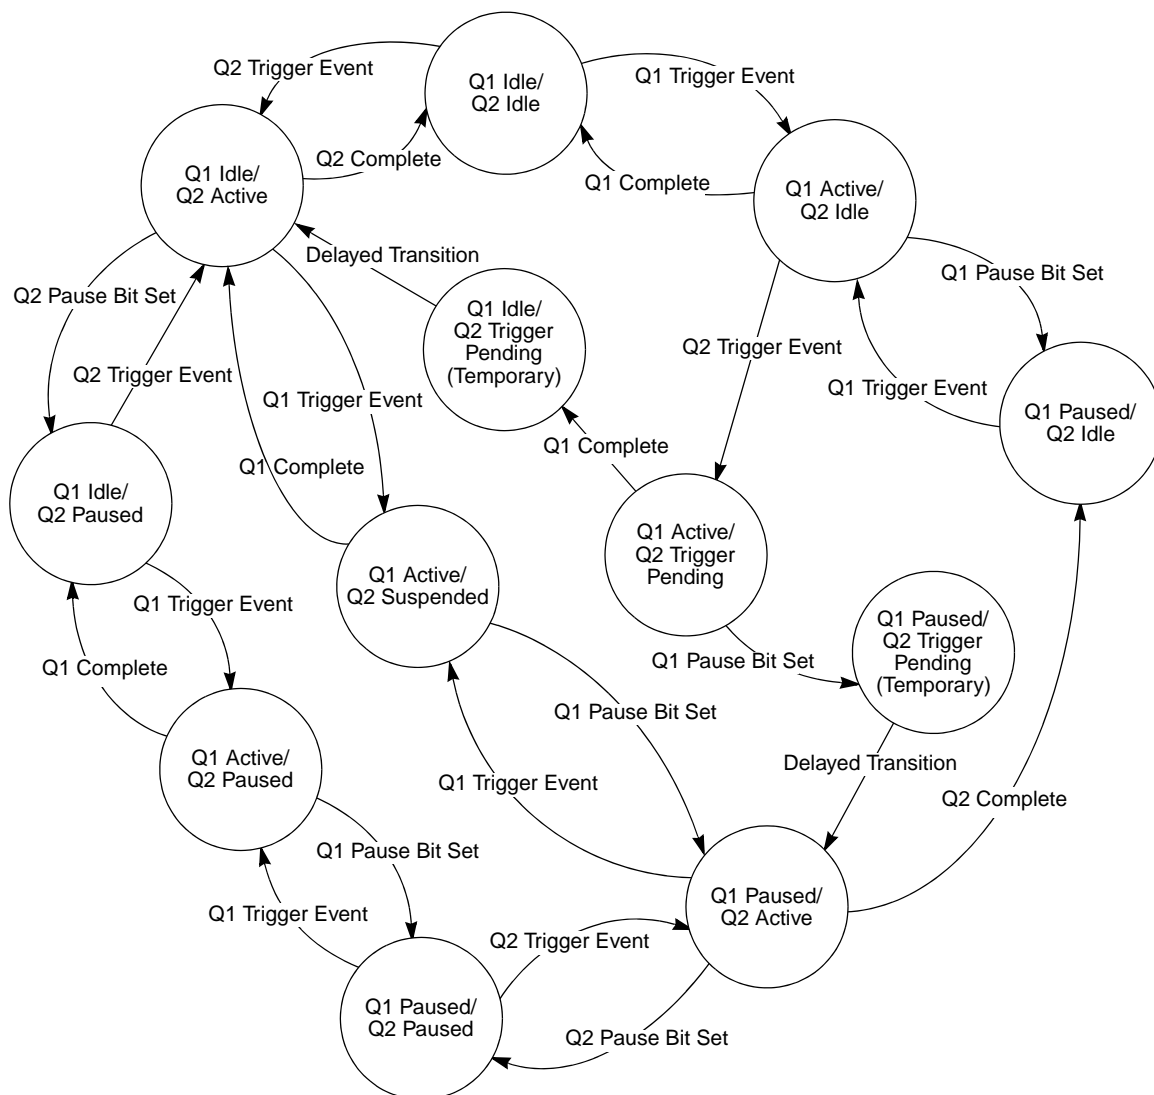 Q2 Trigger Event
Q1 Idle/
Q2 Idle
Q1 Trigger Event
Q2 Complete
Q1 Complete
Q1 Idle/
Q2 Active
Q1 Active/
Q2 Idle
Delayed Transition
Q1 Pause Bit Set
Q2 Pause Bit Set
Q1 Idle/
Q2 Trigger
Pending
(Temporary)
Q2 Trigger Event
Q2 Trigger Event
Q1 Trigger Event
Q1 Trigger Event
Q1 Paused/
Q2 Idle
Q1 Complete
Q1 Complete
Q1 Idle/
Q2 Paused
Q1 Active/
Q2 Trigger
Pending
Q1 Active/
Q2 Suspended
Q1 Trigger Event
Q1 Paused/
Q2 Trigger
Pending
(Temporary)
Q1 Complete
Q1 Pause Bit Set
Q1 Pause Bit Set
Q1 Active/
Q2 Paused
Q1 Trigger Event
Delayed Transition
Q2 Complete
Q1 Pause Bit Set
Q1 Paused/
Q2 Active
Q1 Trigger Event
Q2 Trigger Event
Q1 Paused/
Q2 Paused
Q2 Pause Bit Set